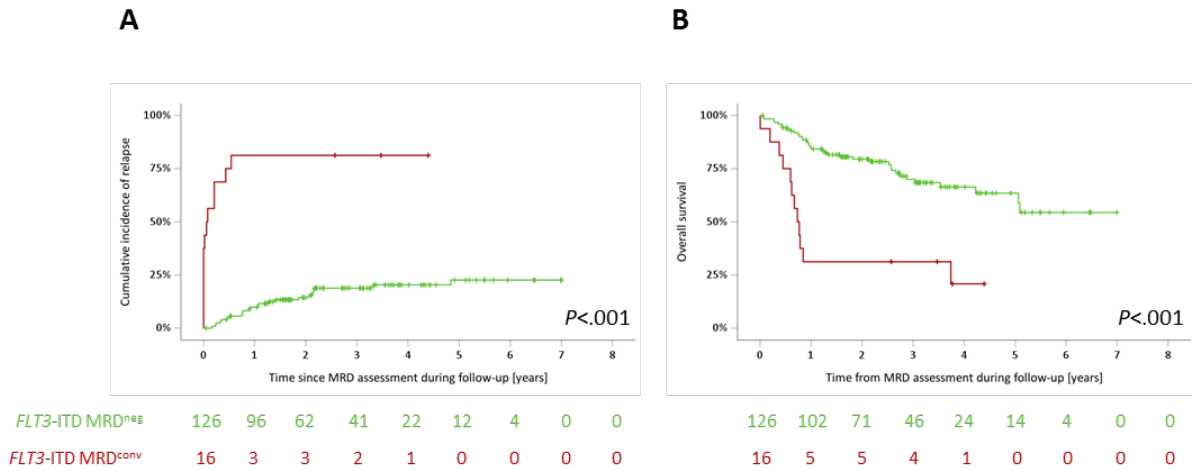 A
B
100%
75%
50%
25%
0%
Cumulative incidence of relapse
P<.001
0 1 2 3 4 5 6 7 8
Time since MRD assessment during follow-up [years]
100%
75%
50%
25%
0%
Overall survival
P<.001
0 1 2 3 4 5 6 7 8
Time from MRD assessment during follow-up [years]
FLT3-ITD MRDneg 126 96 62 41 22 12 4 0 0 126 102 71 46 24 14 4 0 0
FLT3-ITD MRDconv 16 3 3 2 1 0 0 0 0 16 5 5 4 1 0 0 0 0